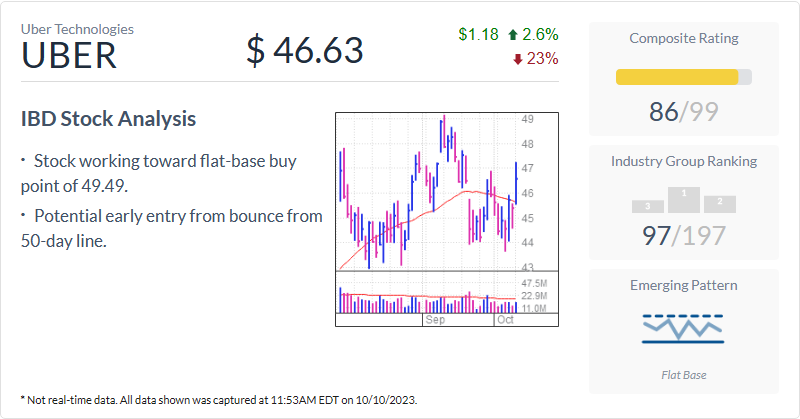 Uber Technologies
UBER
$ 46.63
$1.18 2.6%
23%
IBD Stock Analysis
· Stock working toward flat-base buy
point of 49.49.
· Potential early entry from bounce from
50-day line.
49
48
47
46
45
44
43
47.5M
22.9M
11.0M
Sep Oct
Composite Rating
86/99
Industry Group Ranking
3 1 2
97/197
Emerging Pattern
Flat Base
* Not real-time data. All data shown was captured at 11:53AM EDT on 10/10/2023.